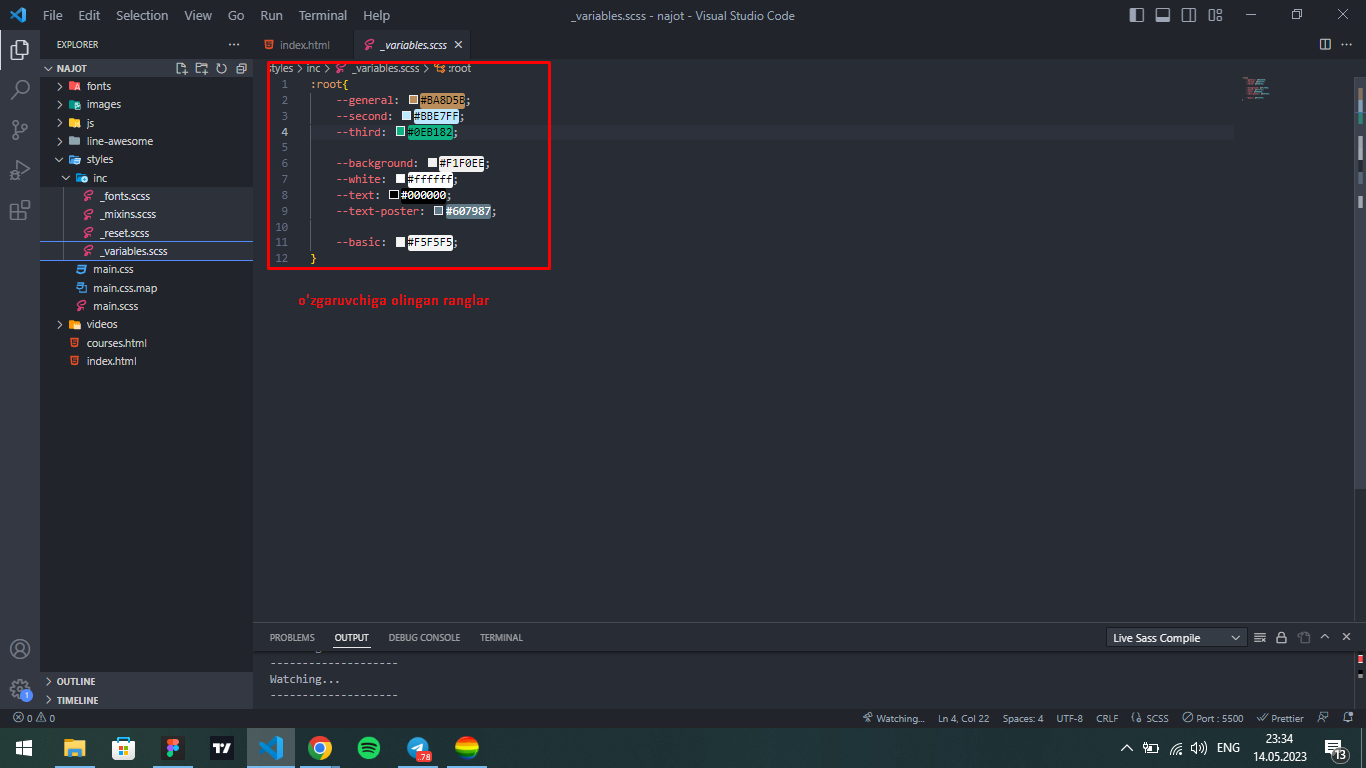 File Edit Selection View Go Run Terminal Help
_variables.scss - najot - Visual Studio Code
EXPLORER
index.html
_variables.scss
NAJOT
fonts
images
js
line-awesome
styles
inc
_fonts.scss
_mixins.scss
_reset.scss
_variables.scss
main.css
main.css.map
main.scss
videos
courses.html
index.html
OUTLINE
TIMELINE
styles > inc > _variables.scss > :root
1 :root{
2 --general: #BA8D5B;
3 --second: #BBE7FF;
4 --third: #0EB182;
5
6 --background: #F1F0EE;
7 --white: #ffffff;
8 --text: #000000;
9 --text-poster: #607987;
10
11 --basic: #F5F5F5;
12 }
o'zgaruvchiga olingan ranglar
PROBLEMS OUTPUT DEBUG CONSOLE TERMINAL
Live Sass Compile
--------------------
Watching...
--------------------
1
0 0
Watching... Ln 4, Col 22 Spaces: 4 UTF-8 CRLF SCSS Port : 5500 Prettier
.78
ENG
23:34
14.05.2023
13